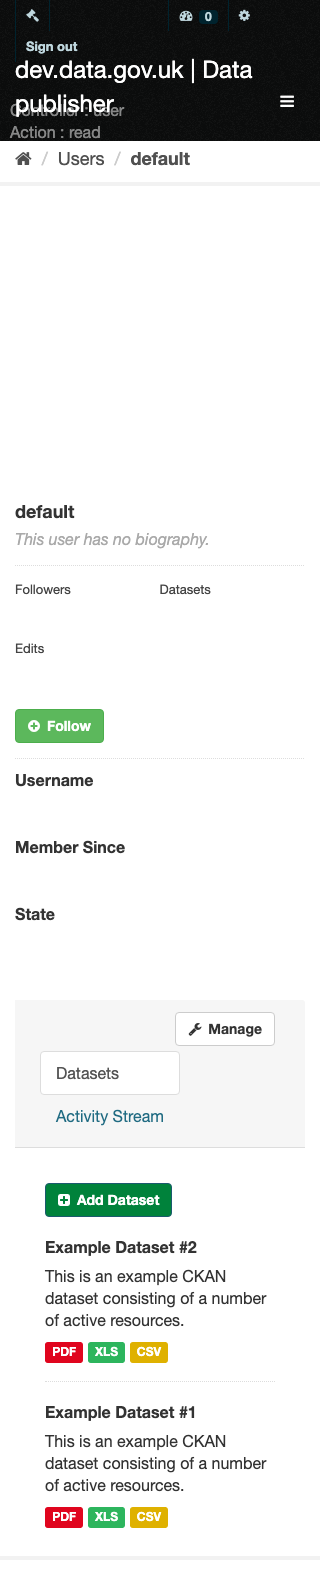 0
Sign out
dev.data.gov.uk | Data
publisher
Controller : user
Action : read
/ Users / default
default
This user has no biography.
Followers Datasets
Edits
Follow
Username
Member Since
State
Manage
Datasets
Activity Stream
Add Dataset
Example Dataset #2
This is an example CKAN
dataset consisting of a number
of active resources.
PDF XLS CSV
Example Dataset #1
This is an example CKAN
dataset consisting of a number
of active resources.
PDF XLS CSV